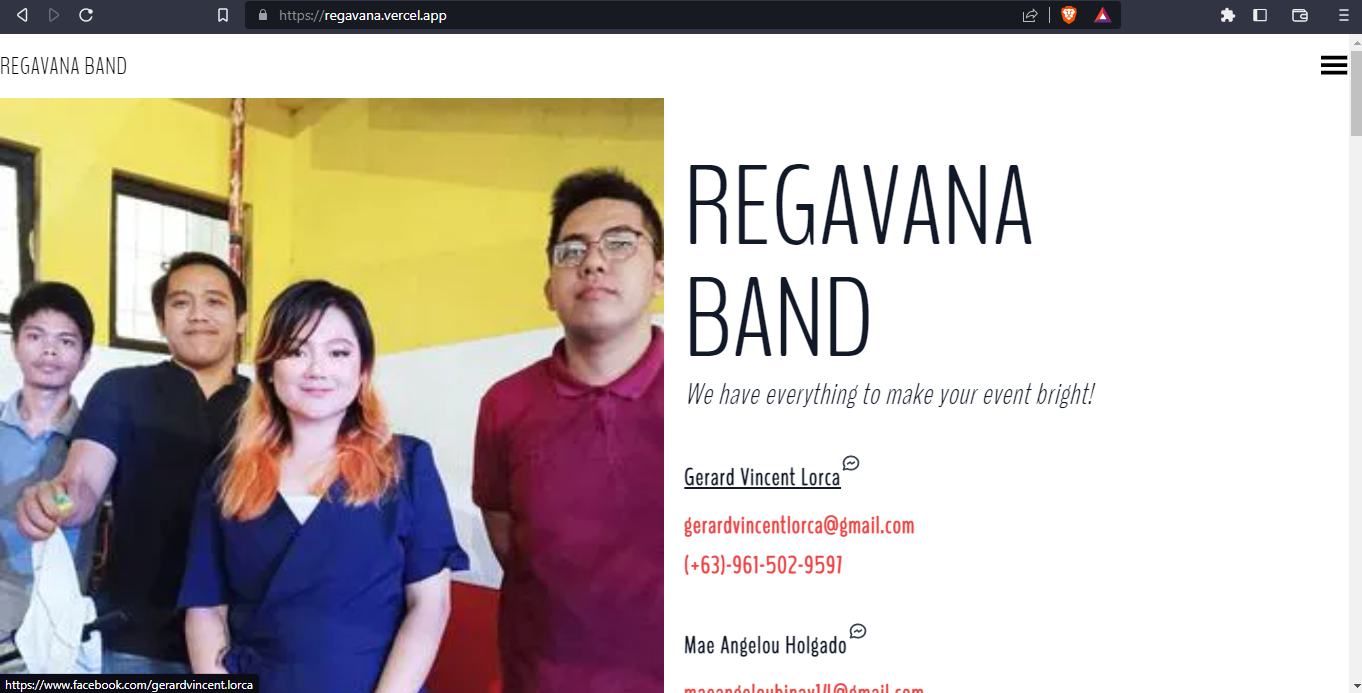 https://regavana.vercel.app
REGAVANA BAND
REGAVANA
BAND
We have everything to make your event bright!
Gerard Vincent Lorca
gerardvincentlorca@gmail.com
(+63)-961-502-9597
Mae Angelou Holgado
https://www.facebook.com/gerardvincent.lorca